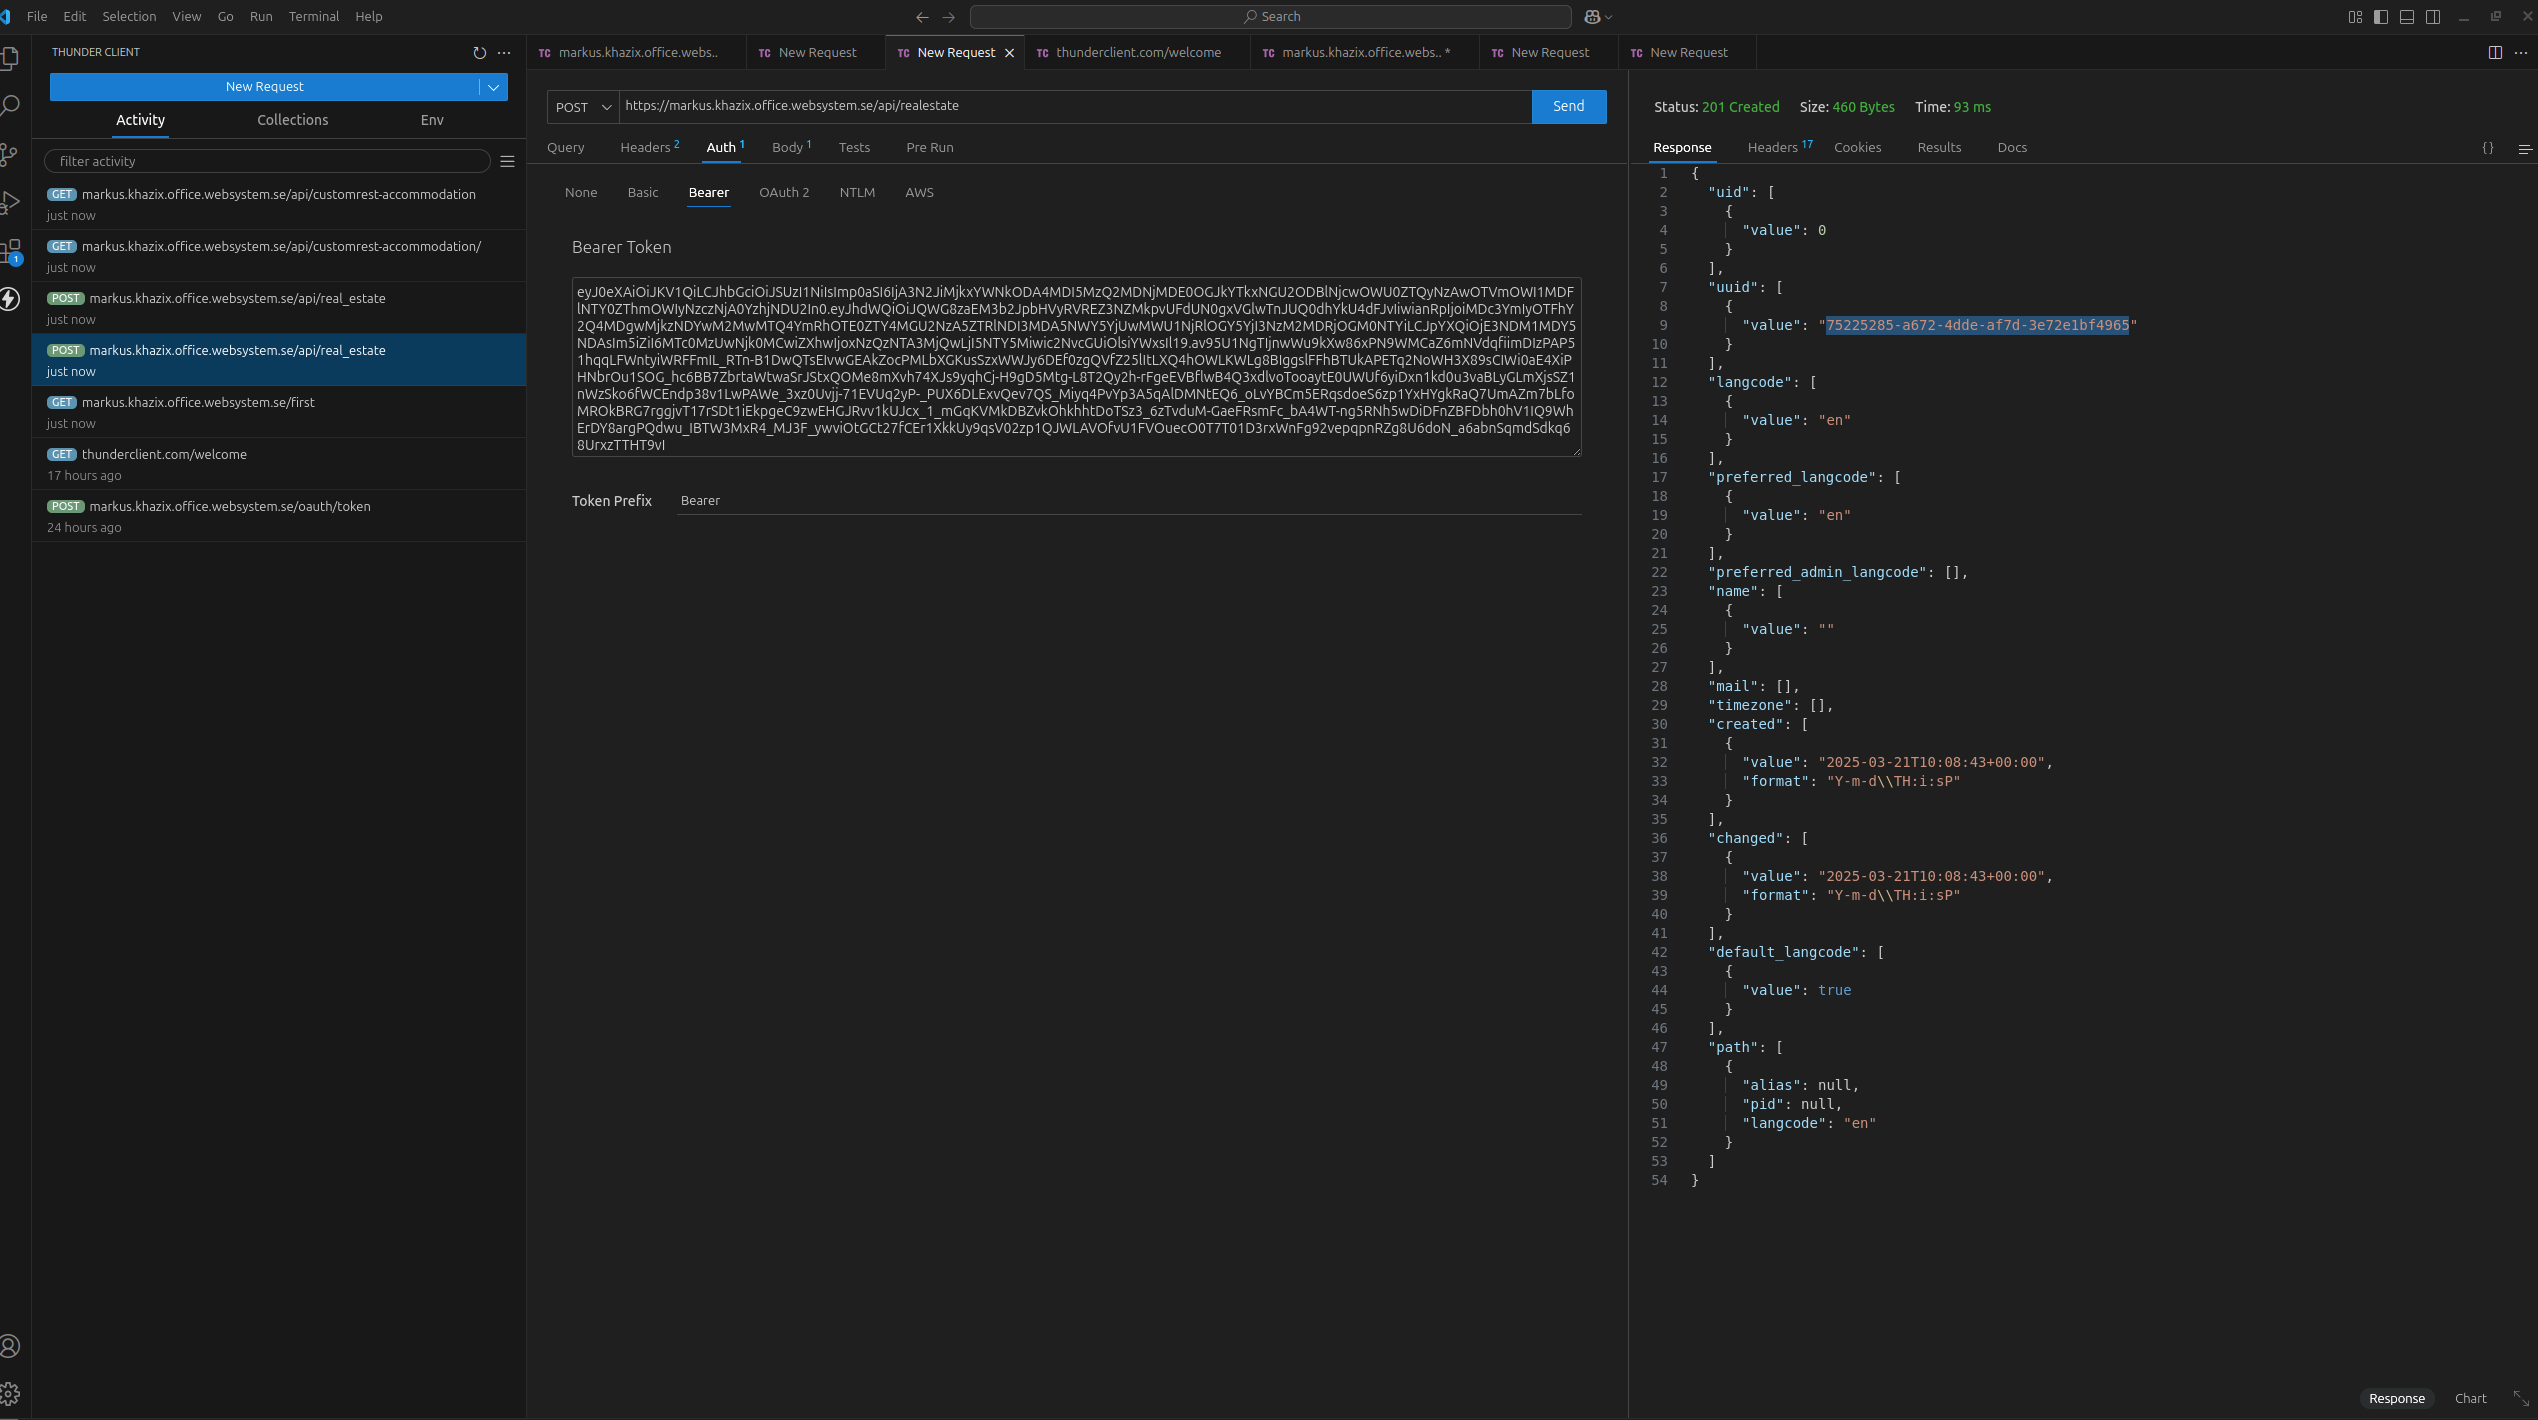 File Edit Selection View Go Run Terminal Help
Search
THUNDER CLIENT
New Request
Activity Collections Env
filter activity
GET markus.khazix.office.websystem.se/api/customrest-accommodation
just now
GET markus.khazix.office.websystem.se/api/customrest-accommodation/
just now
POST markus.khazix.office.websystem.se/api/real_estate
just now
POST markus.khazix.office.websystem.se/api/real_estate
just now
GET markus.khazix.office.websystem.se/first
just now
GET thunderclient.com/welcome
17 hours ago
POST markus.khazix.office.websystem.se/oauth/token
24 hours ago
1
TC markus.khazix.office.webs.. TC New Request TC New Request TC thunderclient.com/welcome TC markus.khazix.office.webs.. * TC New Request TC New Request
POST https://markus.khazix.office.websystem.se/api/realestate Send
Query Headers 2 Auth 1 Body 1 Tests Pre Run
None Basic Bearer OAuth 2 NTLM AWS
Bearer Token
Token Prefix Bearer
Status: 201 Created Size: 460 Bytes Time: 93 ms
Response Headers 17 Cookies Results Docs {}
1 {
2 "uid": [
3 {
4 "value": 0
5 }
6 ],
7 "uuid": [
8 {
9 "value": "75225285-a672-4dde-af7d-3e72e1bf4965"
10 }
11 ],
12 "langcode": [
13 {
14 "value": "en"
15 }
16 ],
17 "preferred_langcode": [
18 {
19 "value": "en"
20 }
21 ],
22 "preferred_admin_langcode": [],
23 "name": [
24 {
25 "value": ""
26 }
27 ],
28 "mail": [],
29 "timezone": [],
30 "created": [
31 {
32 "value": "2025-03-21T10:08:43+00:00",
33 "format": "Y-m-d\\TH:i:sP"
34 }
35 ],
36 "changed": [
37 {
38 "value": "2025-03-21T10:08:43+00:00",
39 "format": "Y-m-d\\TH:i:sP"
40 }
41 ],
42 "default_langcode": [
43 {
44 "value": true
45 }
46 ],
47 "path": [
48 {
49 "alias": null,
50 "pid": null,
51 "langcode": "en"
52 }
53 ]
54 }
Response Chart